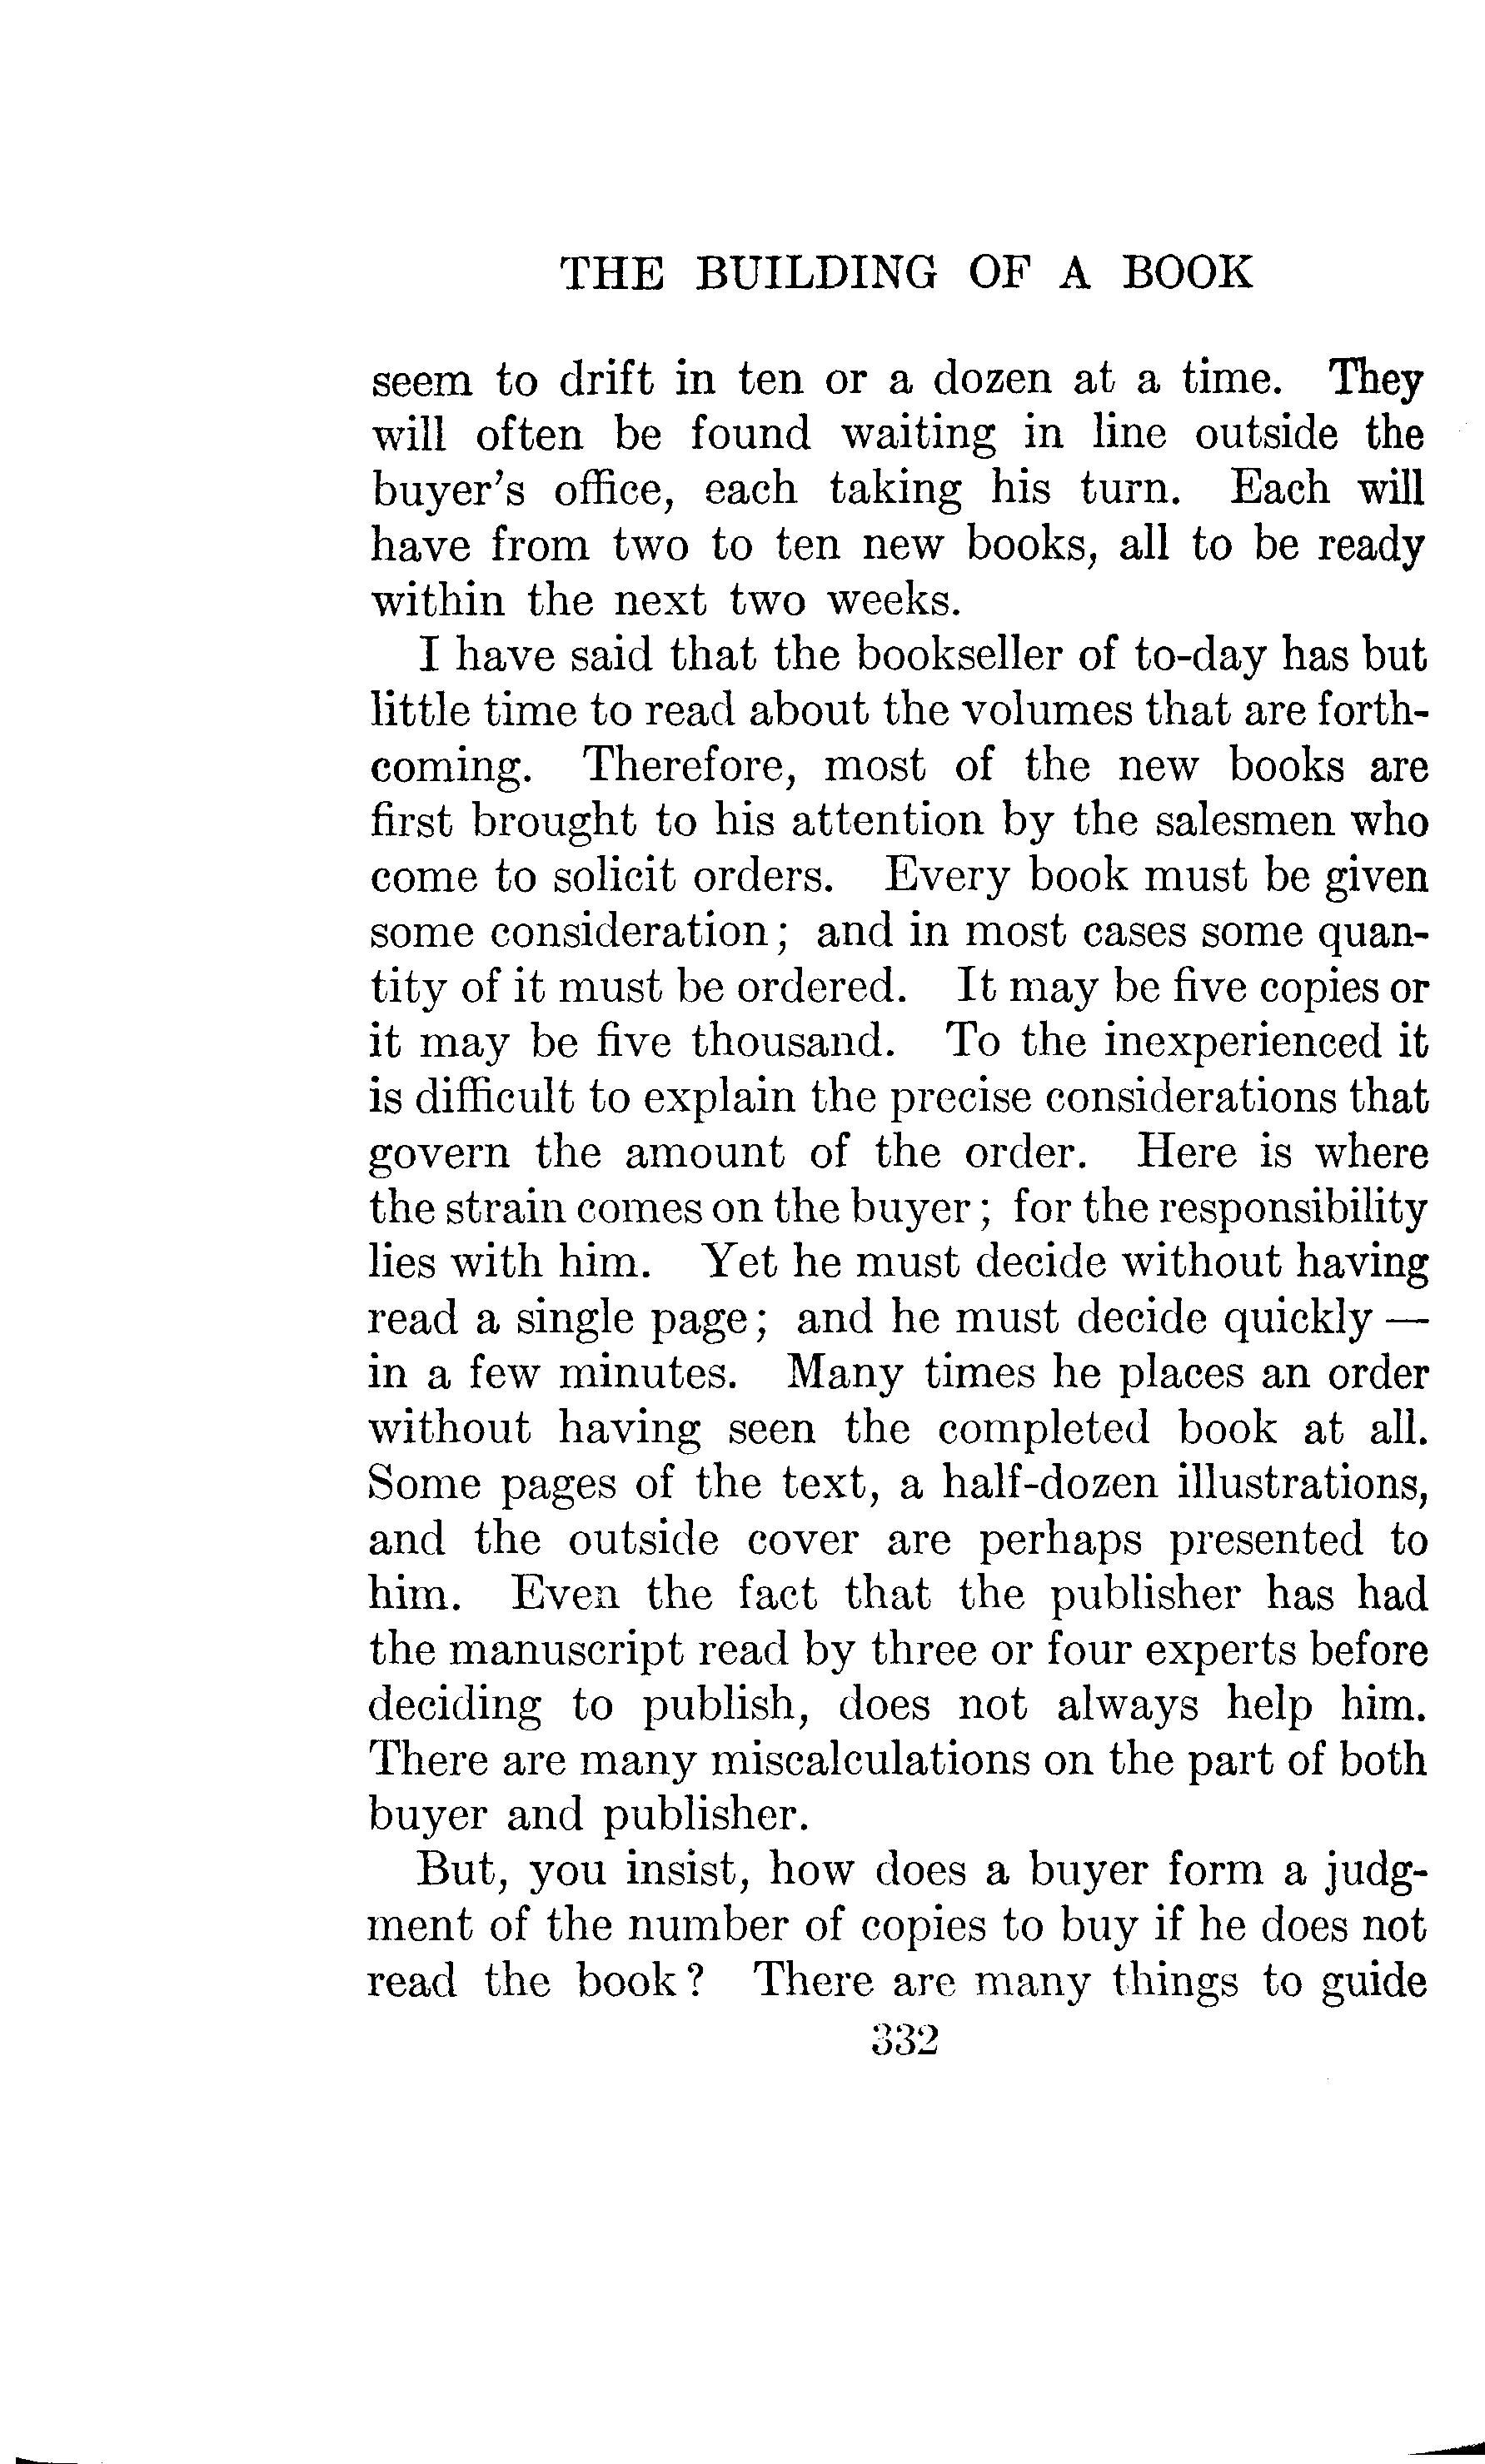 THE BUILDING OF A BOOK
seem to drift in ten or a dozen at a time. They
will often be found waiting in line outside the
buyer's office, each taking his turn. Each will
have from two to ten new books, all to be ready
within the next two weeks.
I have said that the bookseller of to-day has but
little time to read about the volumes that are forth-
coming. Therefore, most of the new books are
first brought to his attention by the salesmen who
come to solicit orders. Every book must be given
some consideration; and in most cases some quan-
tity of it must be ordered. It may be five copies or
it may be five thousand. To the inexperienced it
is difficult to explain the precise considerations that
govern the amount of the order. Here is where
the strain comes on the buyer; for the responsibility
lies with him. Yet he must decide without having
read a single page; and he must decide quickly —
in a few minutes. Many times he places an order
without having seen the completed book at all.
Some pages of the text, a half-dozen illustrations,
and the outside cover are perhaps presented to
him. Even the fact that the publisher has had
the manuscript read by three or four experts before
deciding to publish, does not always help him.
There are many miscalculations on the part of both
buyer and publisher.
But, you insist, how does a buyer form a judg-
ment of the number of copies to buy if he does not
read the book? There are many things to guide
332